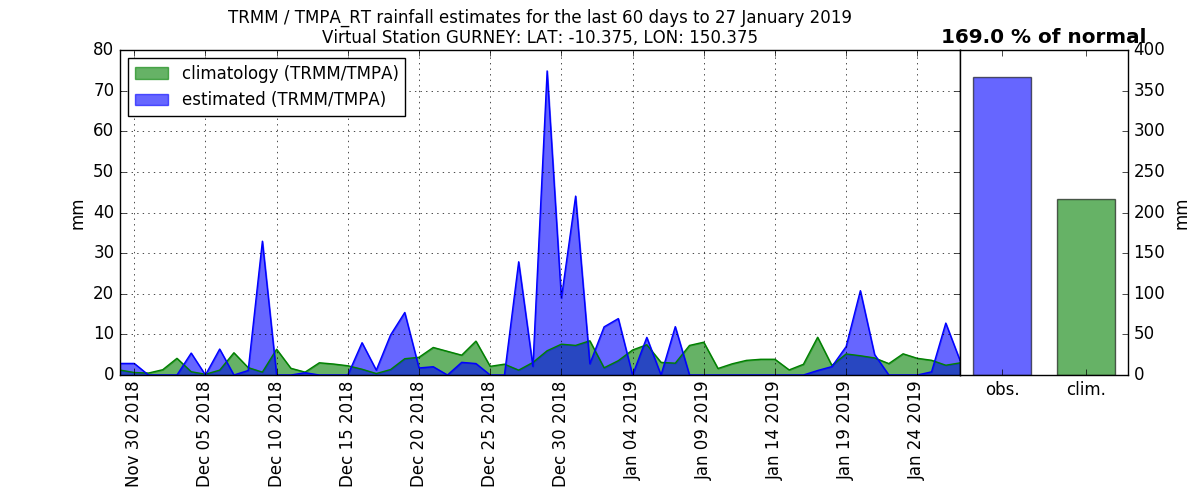 TRMM / TMPA_RT rainfall estimates for the last 60 days to 27 January 2019
Virtual Station GURNEY: LAT: -10.375, LON: 150.375
169.0 % of normal
climatology (TRMM/TMPA)
estimated (TRMM/TMPA)
mm
80
70
60
50
40
30
20
10
0
Nov 30 2018
Dec 05 2018
Dec 10 2018
Dec 15 2018
Dec 20 2018
Dec 25 2018
Dec 30 2018
Jan 04 2019
Jan 09 2019
Jan 14 2019
Jan 19 2019
Jan 24 2019
obs.
clim.
400
350
300
250
200
150
100
50
0
mm